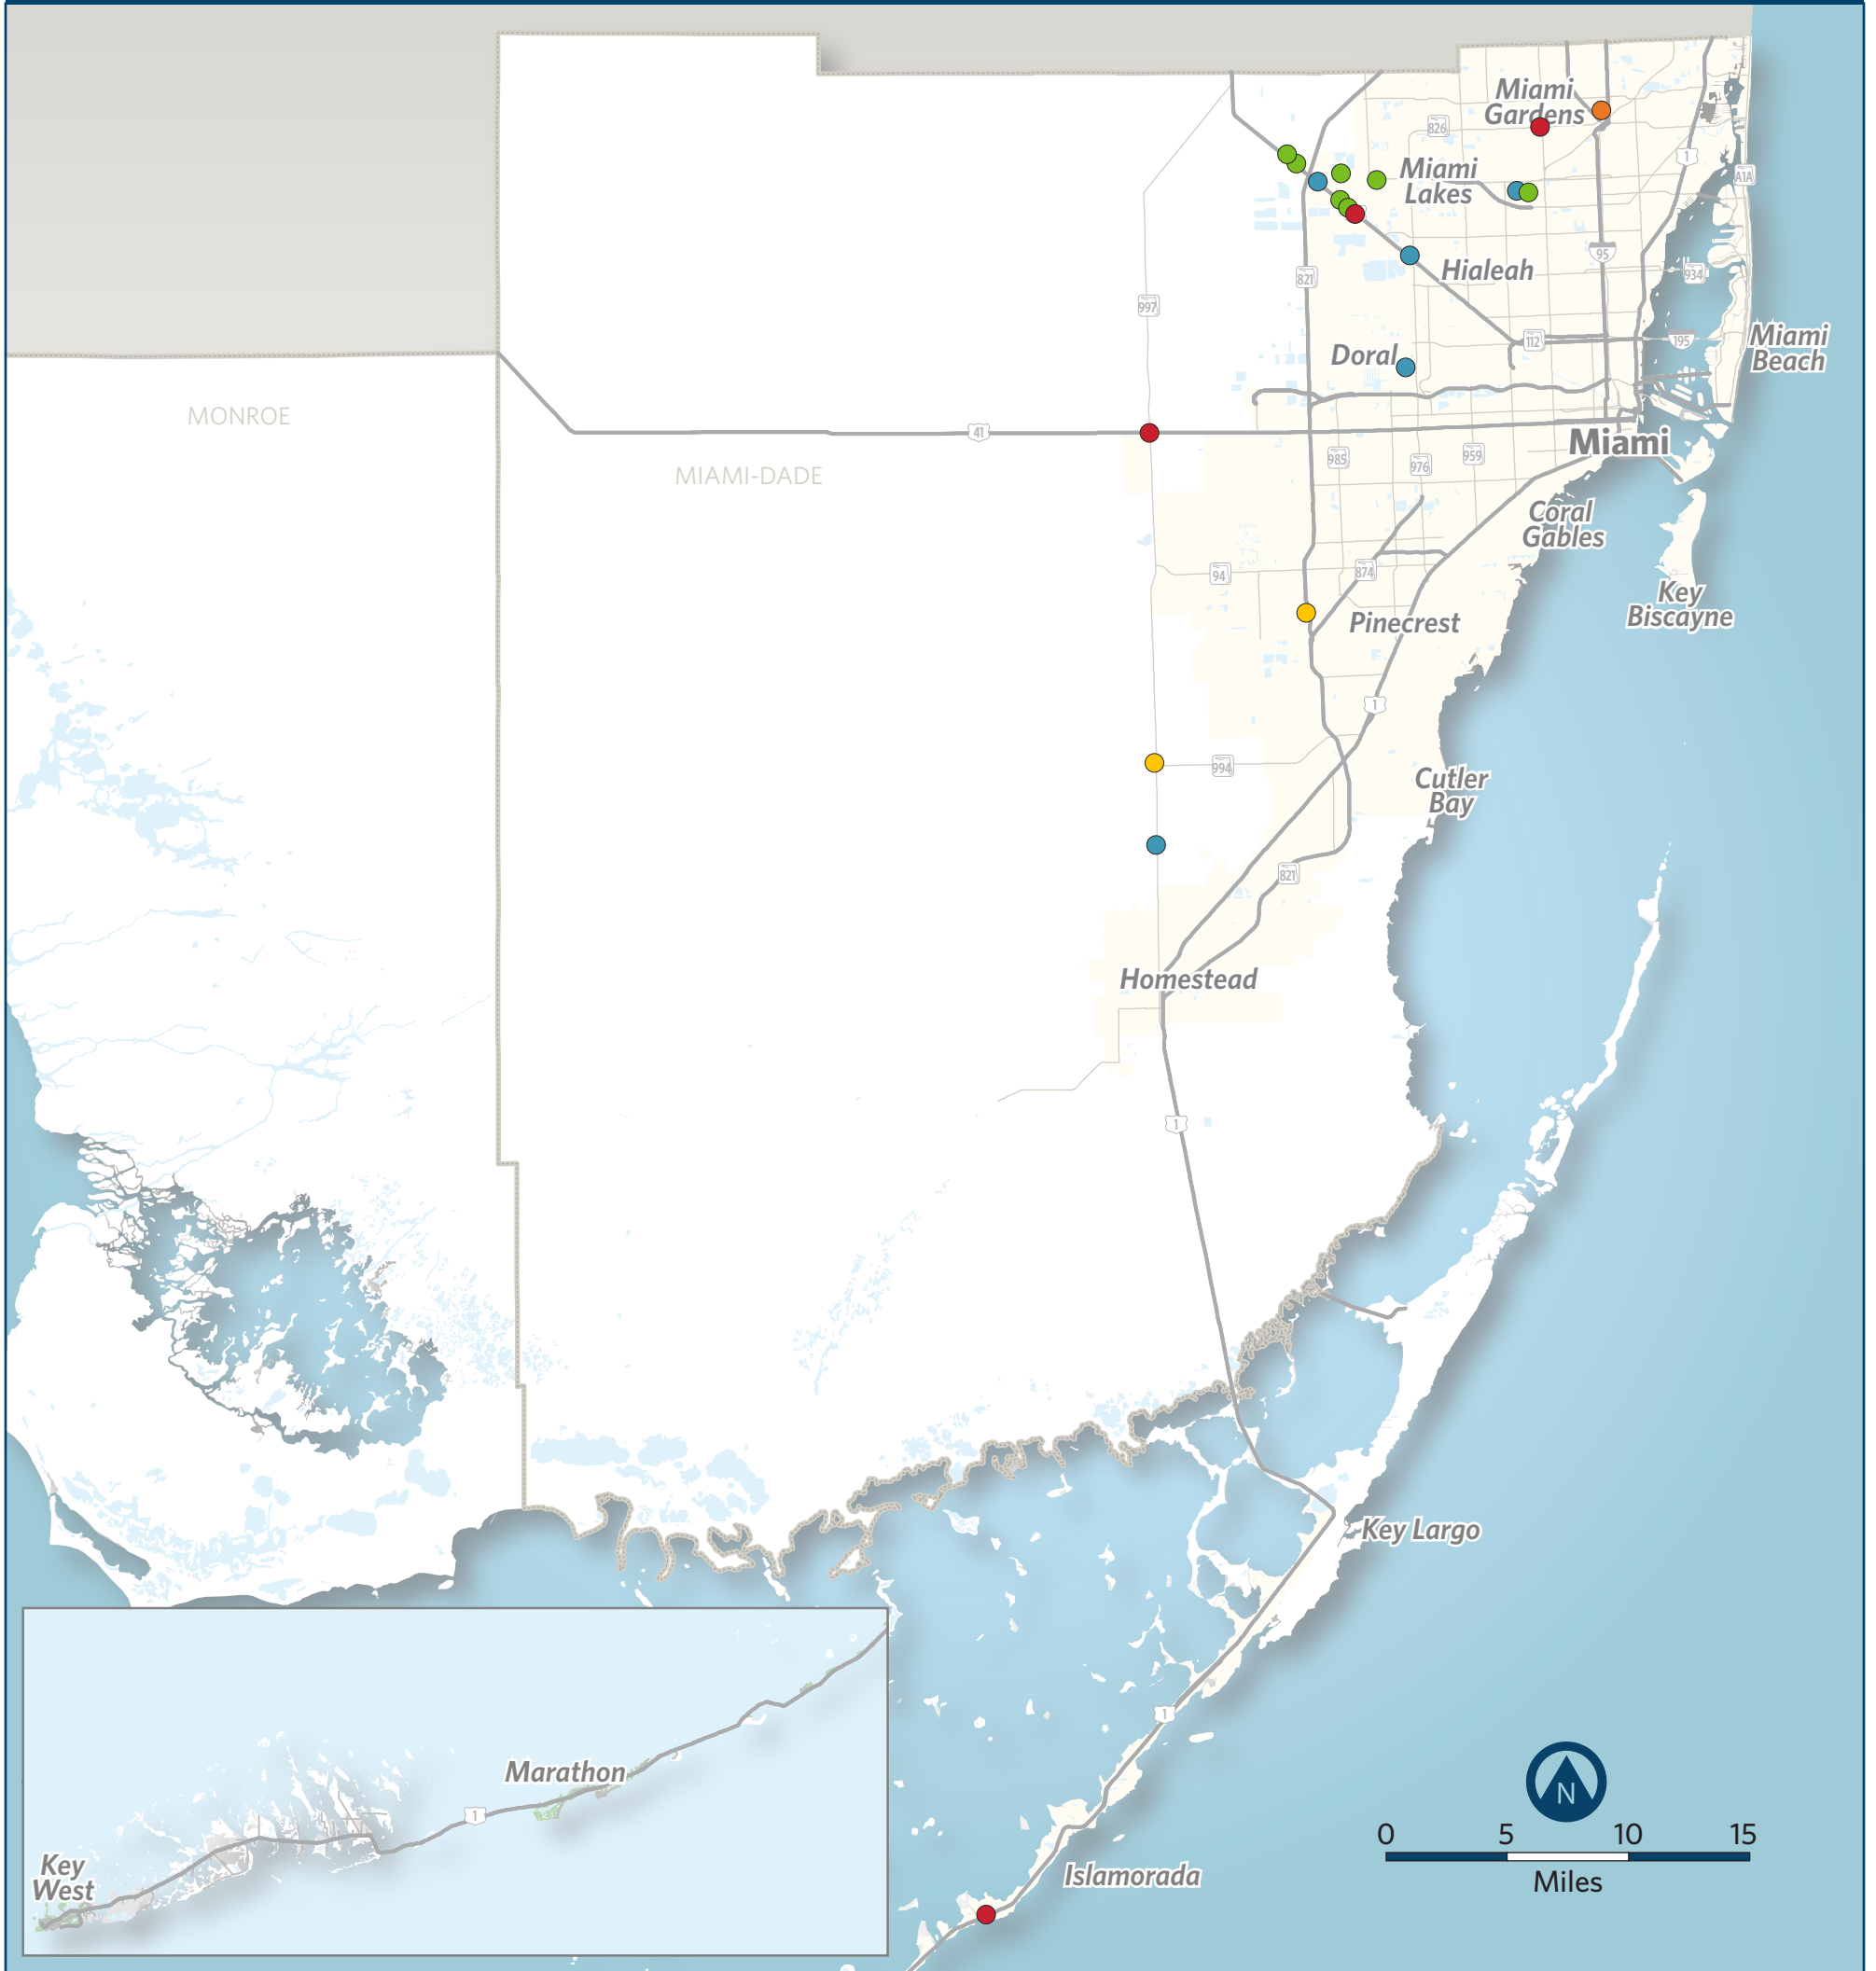 Miami
Gardens
826
1
A1A
Miami
Lakes
Hialeah
95
934
821
997
112
195
Miami
Beach
Doral
MONROE
41
Miami
MIAMI-DADE
985
976
959
Coral
Gables
94
874
Key
Biscayne
Pinecrest
1
994
Cutler
Bay
821
Homestead
1
Key Largo
1
Marathon
1
Key
West
Islamorada
N
0 5 10 15
Miles